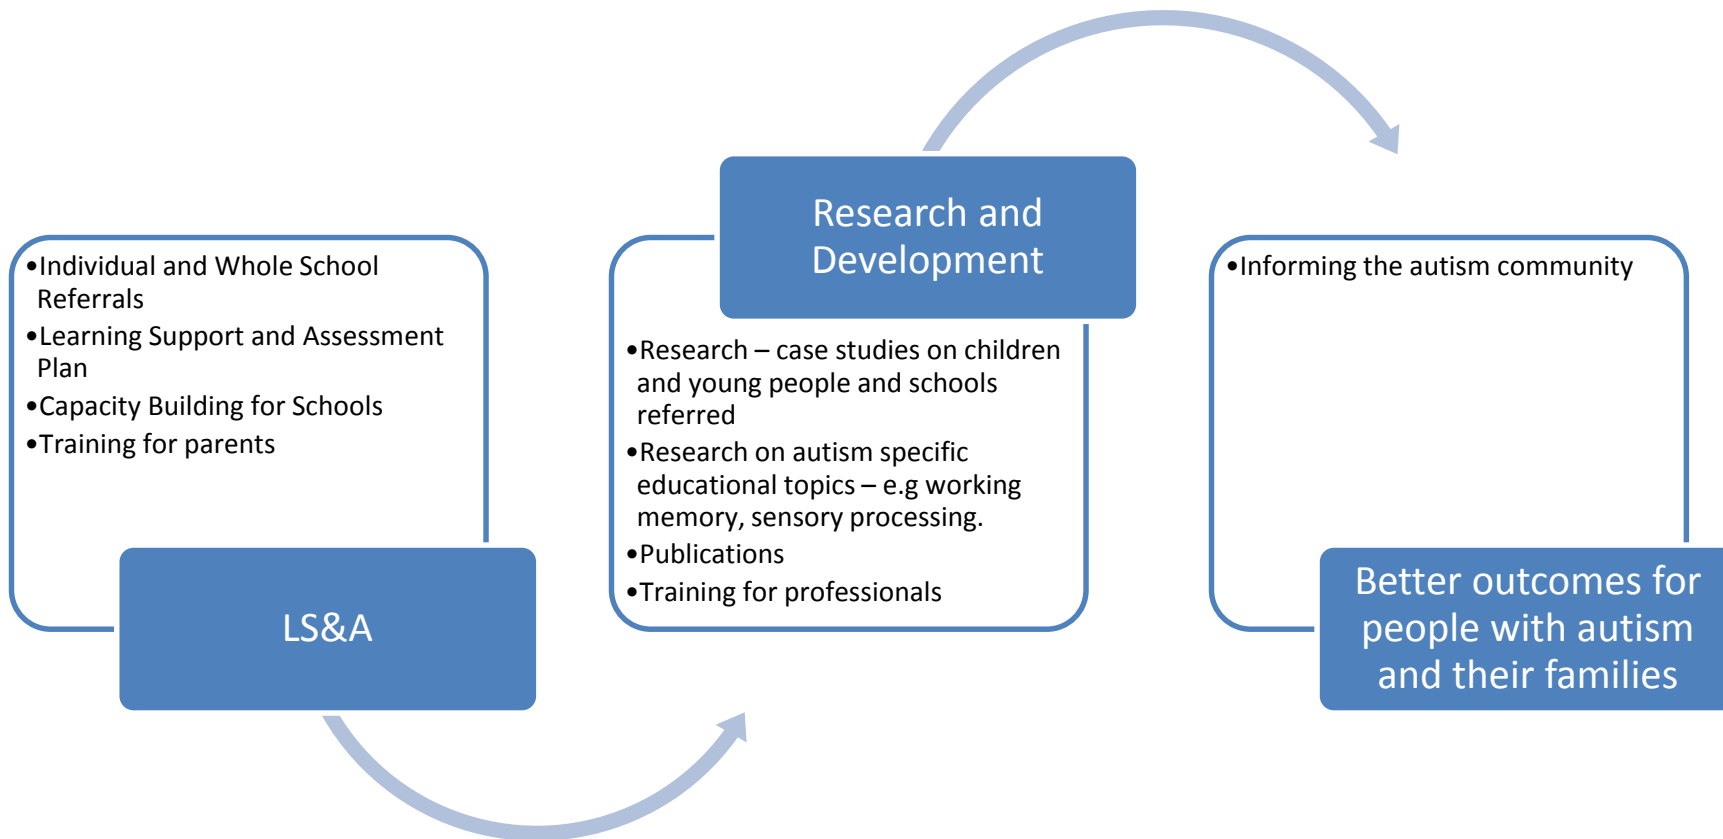 •Individual and Whole School
Referrals
•Learning Support and Assessment
Plan
•Capacity Building for Schools
•Training for parents
LS&A
Research and
Development
•Research – case studies on children
and young people and schools
referred
•Research on autism specific
educational topics – e.g working
memory, sensory processing.
•Publications
•Training for professionals
•Informing the autism community
Better outcomes for
people with autism
and their families